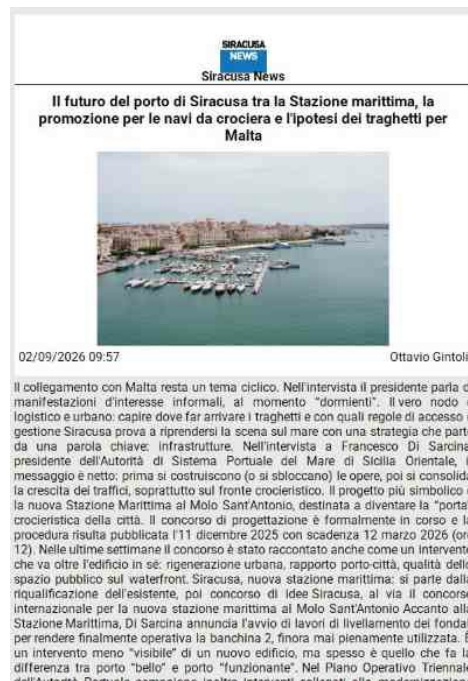 SIRACUSA
NEWS
Siracusa News
Il futuro del porto di Siracusa tra la Stazione marittima, la
promozione per le navi da crociera e l'ipotesi dei traghetti per
Malta
02/09/2026 09:57
Ottavio Gintoli
Il collegamento con Malta resta un tema ciclico. Nell'intervista il presidente parla d
manifestazioni d'interesse informali, al momento "dormienti". Il vero nodo è
logistico e urbano: capire dove far arrivare i traghetti e con quali regole di accesso
gestione Siracusa prova a riprendersi la scena sul mare con una strategia che part
da una parola chiave: infrastrutture. Nell'intervista a Francesco Di Sarcina
presidente dell'Autorità di Sistema Portuale del Mare di Sicilia Orientale, i
messaggio è netto: prima si costruiscono (o si sbloccano) le opere, poi si consolida
la crescita dei traffici, soprattutto sul fronte crocieristico. Il progetto più simbolico
la nuova Stazione Marittima al Molo Sant'Antonio, destinata a diventare la "porta"
crocieristica della città. Il concorso di progettazione è formalmente in corso e la
procedura risulta pubblicata l'11 dicembre 2025 con scadenza 12 marzo 2026 (ore
12). Nelle ultime settimane il concorso è stato raccontato anche come un intervento
che va oltre l'edificio in sé: rigenerazione urbana, rapporto porto-città, qualità dello
spazio pubblico sul waterfront. Siracusa, nuova stazione marittima: si parte dalla
riqualificazione dell'esistente, poi concorso di idee Siracusa, al via il concorso
internazionale per la nuova stazione marittima al Molo Sant'Antonio Accanto alla
Stazione Marittima, Di Sarcina annuncia l'avvio di lavori di livellamento dei fondal
per rendere finalmente operativa la banchina 2, finora mai pienamente utilizzata. È
un intervento meno "visibile" di un nuovo edificio, ma spesso è quello che fa la
differenza tra porto "bello" e porto "funzionante". Nel Piano Operativo Triennale